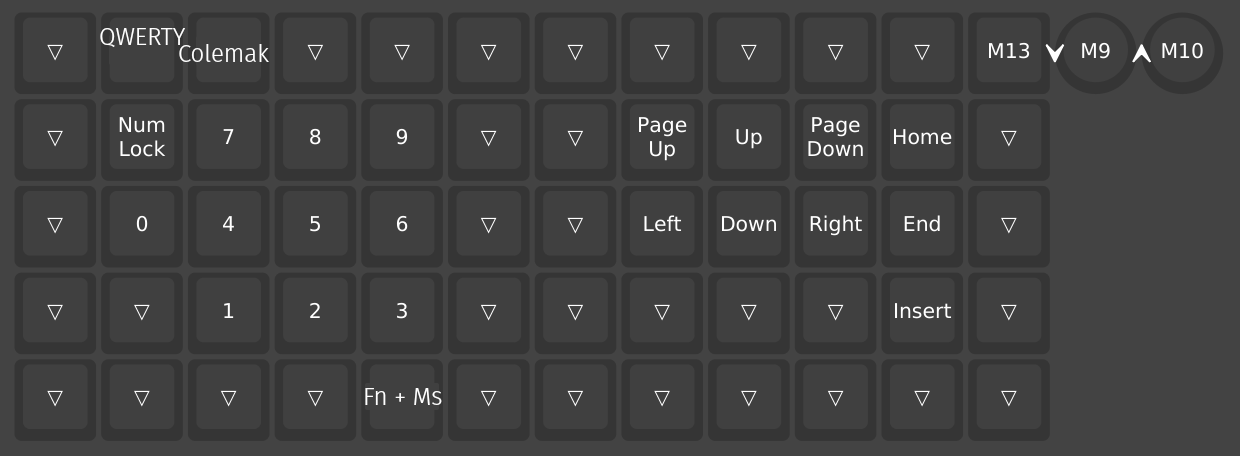 ▽ QWERTY Colemak ▽ ▽ ▽ ▽ ▽ ▽ ▽ ▽ M13 M9 M10
▽ Num Lock 7 8 9 ▽ ▽ Page Up Up Page Down Home ▽
▽ 0 4 5 6 ▽ ▽ Left Down Right End ▽
▽ ▽ 1 2 3 ▽ ▽ ▽ ▽ ▽ Insert ▽
▽ ▽ ▽ ▽ Fn + Ms ▽ ▽ ▽ ▽ ▽ ▽ ▽